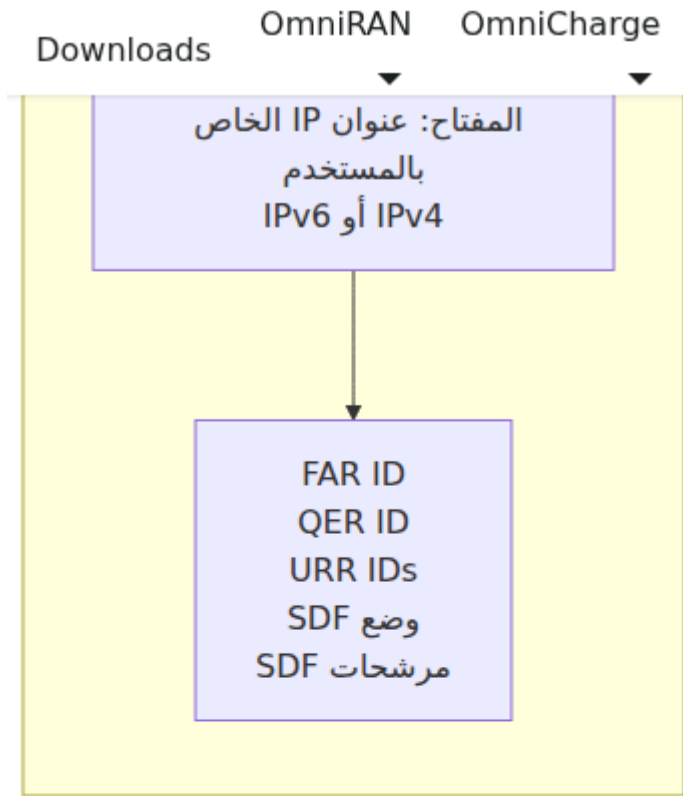 Downloads
OmniRAN
OmniCharge
المفتاح: عنوان IP الخاص
بالمستخدم
IPv4 أو IPv6
FAR ID
QER ID
URR IDs
وضع SDF
مرشحات SDF